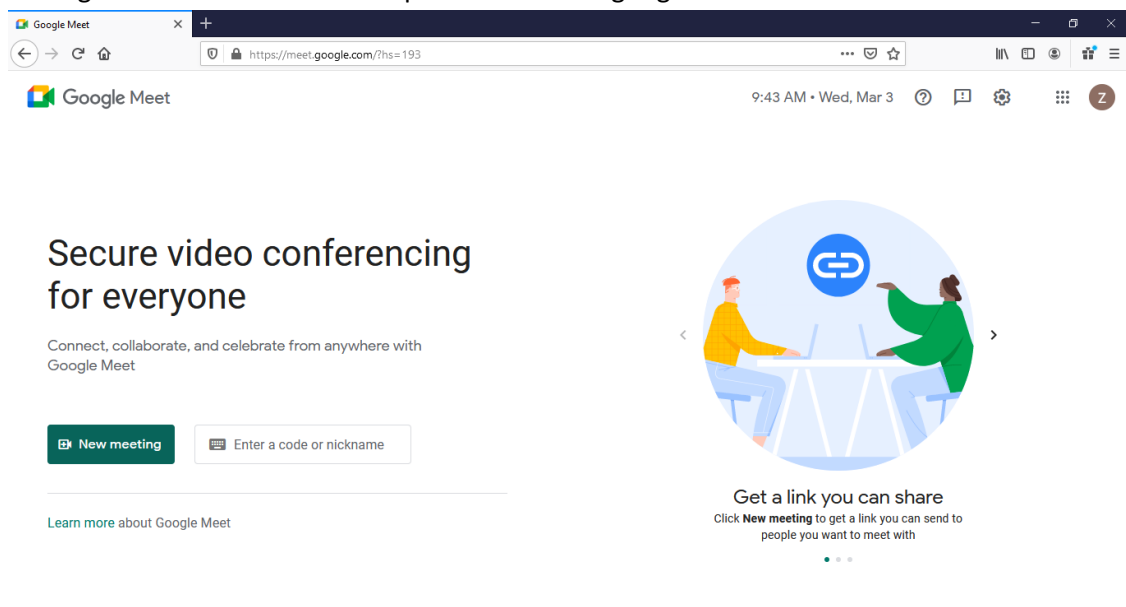 Google Meet
https://meet.google.com/?hs=193
Google Meet
9:43 AM • Wed, Mar 3
Z
Secure video conferencing
for everyone
Connect, collaborate, and celebrate from anywhere with
Google Meet
New meeting
Enter a code or nickname
Learn more about Google Meet
Get a link you can share
Click New meeting to get a link you can send to
people you want to meet with